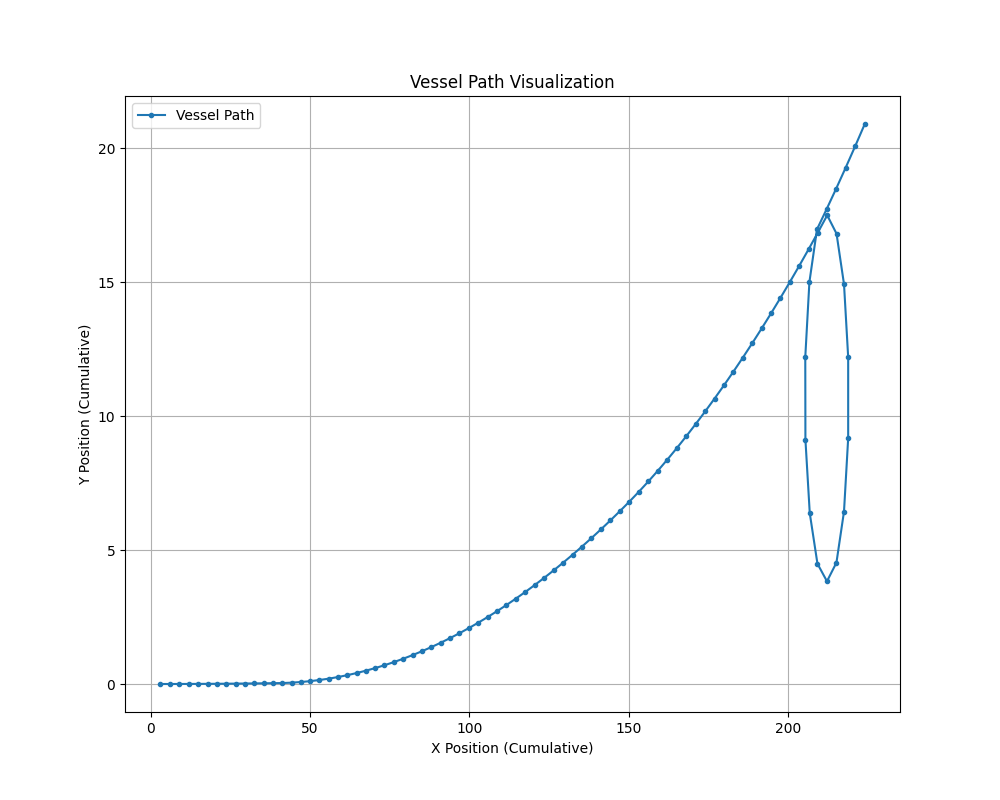 Vessel Path Visualization
Vessel Path
20
15
10
5
0
Y Position (Cumulative)
0 50 100 150 200
X Position (Cumulative)